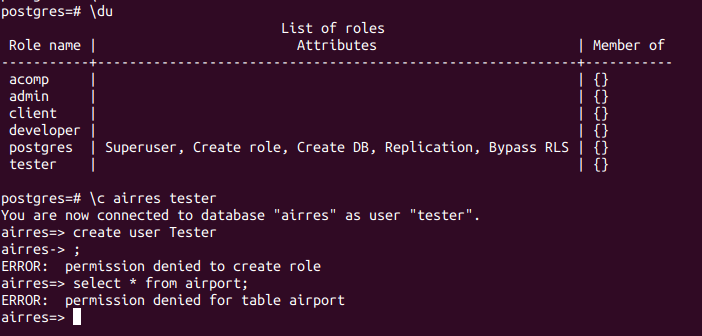 postgres=# \du
List of roles
Role name | Attributes | Member of
-----------+------------------------------------------------------------+-----------
acomp | | {}
admin | | {}
client | | {}
developer | | {}
postgres | Superuser, Create role, Create DB, Replication, Bypass RLS | {}
tester | | {}
postgres=# \c airres tester
You are now connected to database "airres" as user "tester".
airres=> create user Tester
airres-> ;
ERROR:  permission denied to create role
airres=> select * from airport;
ERROR:  permission denied for table airport
airres=>